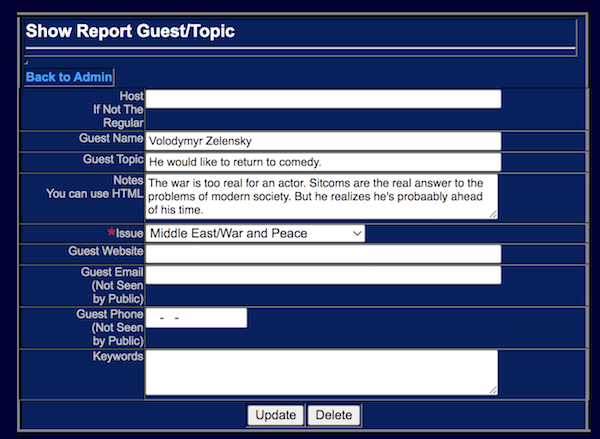 Show Report Guest/Topic
Back to Admin
Host
If Not The
Regular
Guest Name Volodymyr Zelensky
Guest Topic He would like to return to comedy.
Notes
You can use HTML
The war is too real for an actor. Sitcoms are the real answer to the
problems of modern society. But he realizes he's probaably ahead
of his time.
*Issue Middle East/War and Peace
Guest Website
Guest Email
(Not Seen
by Public)
Guest Phone
(Not Seen
by Public)
- -
Keywords
Update Delete